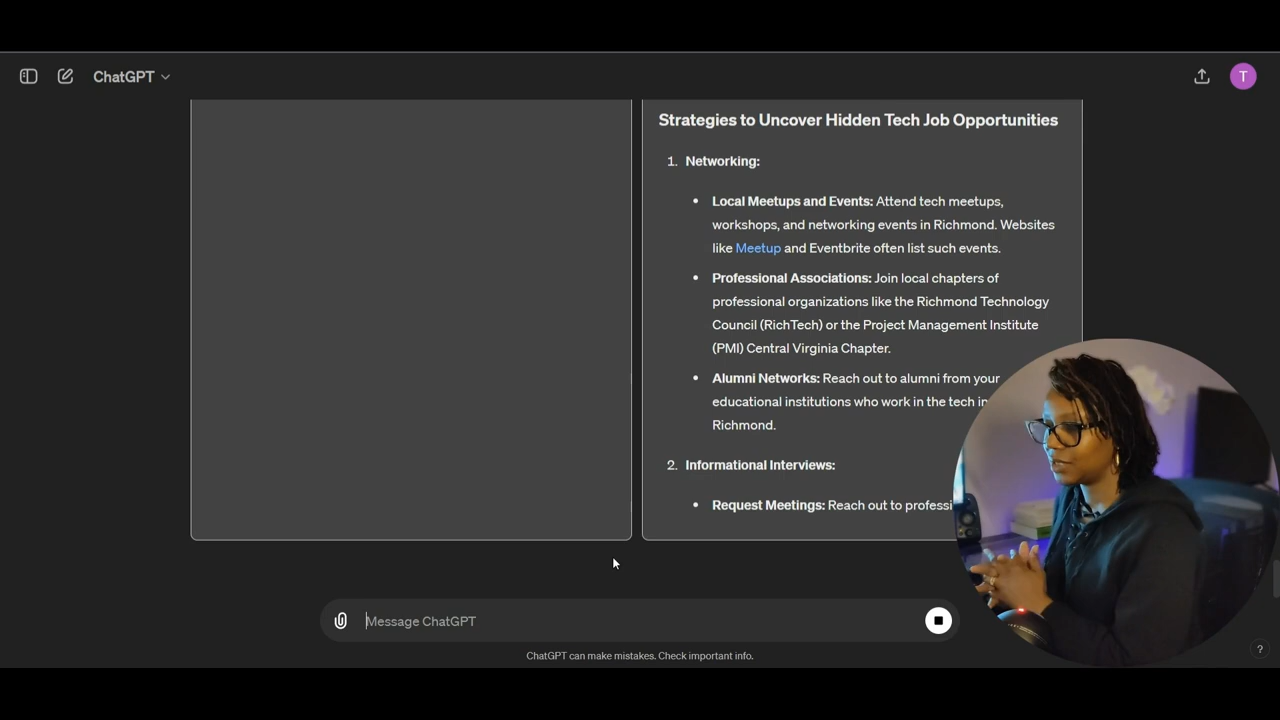 ChatGPT
T
Strategies to Uncover Hidden Tech Job Opportunities
1. Networking:
• Local Meetups and Events: Attend tech meetups,
workshops, and networking events in Richmond. Websites
like Meetup and Eventbrite often list such events.
• Professional Associations: Join local chapters of
professional organizations like the Richmond Technology
Council (RichTech) or the Project Management Institute
(PMI) Central Virginia Chapter.
• Alumni Networks: Reach out to alumni from your
educational institutions who work in the tech in
Richmond.
2. Informational Interviews:
• Request Meetings: Reach out to professi
Message ChatGPT
ChatGPT can make mistakes. Check important info.
?